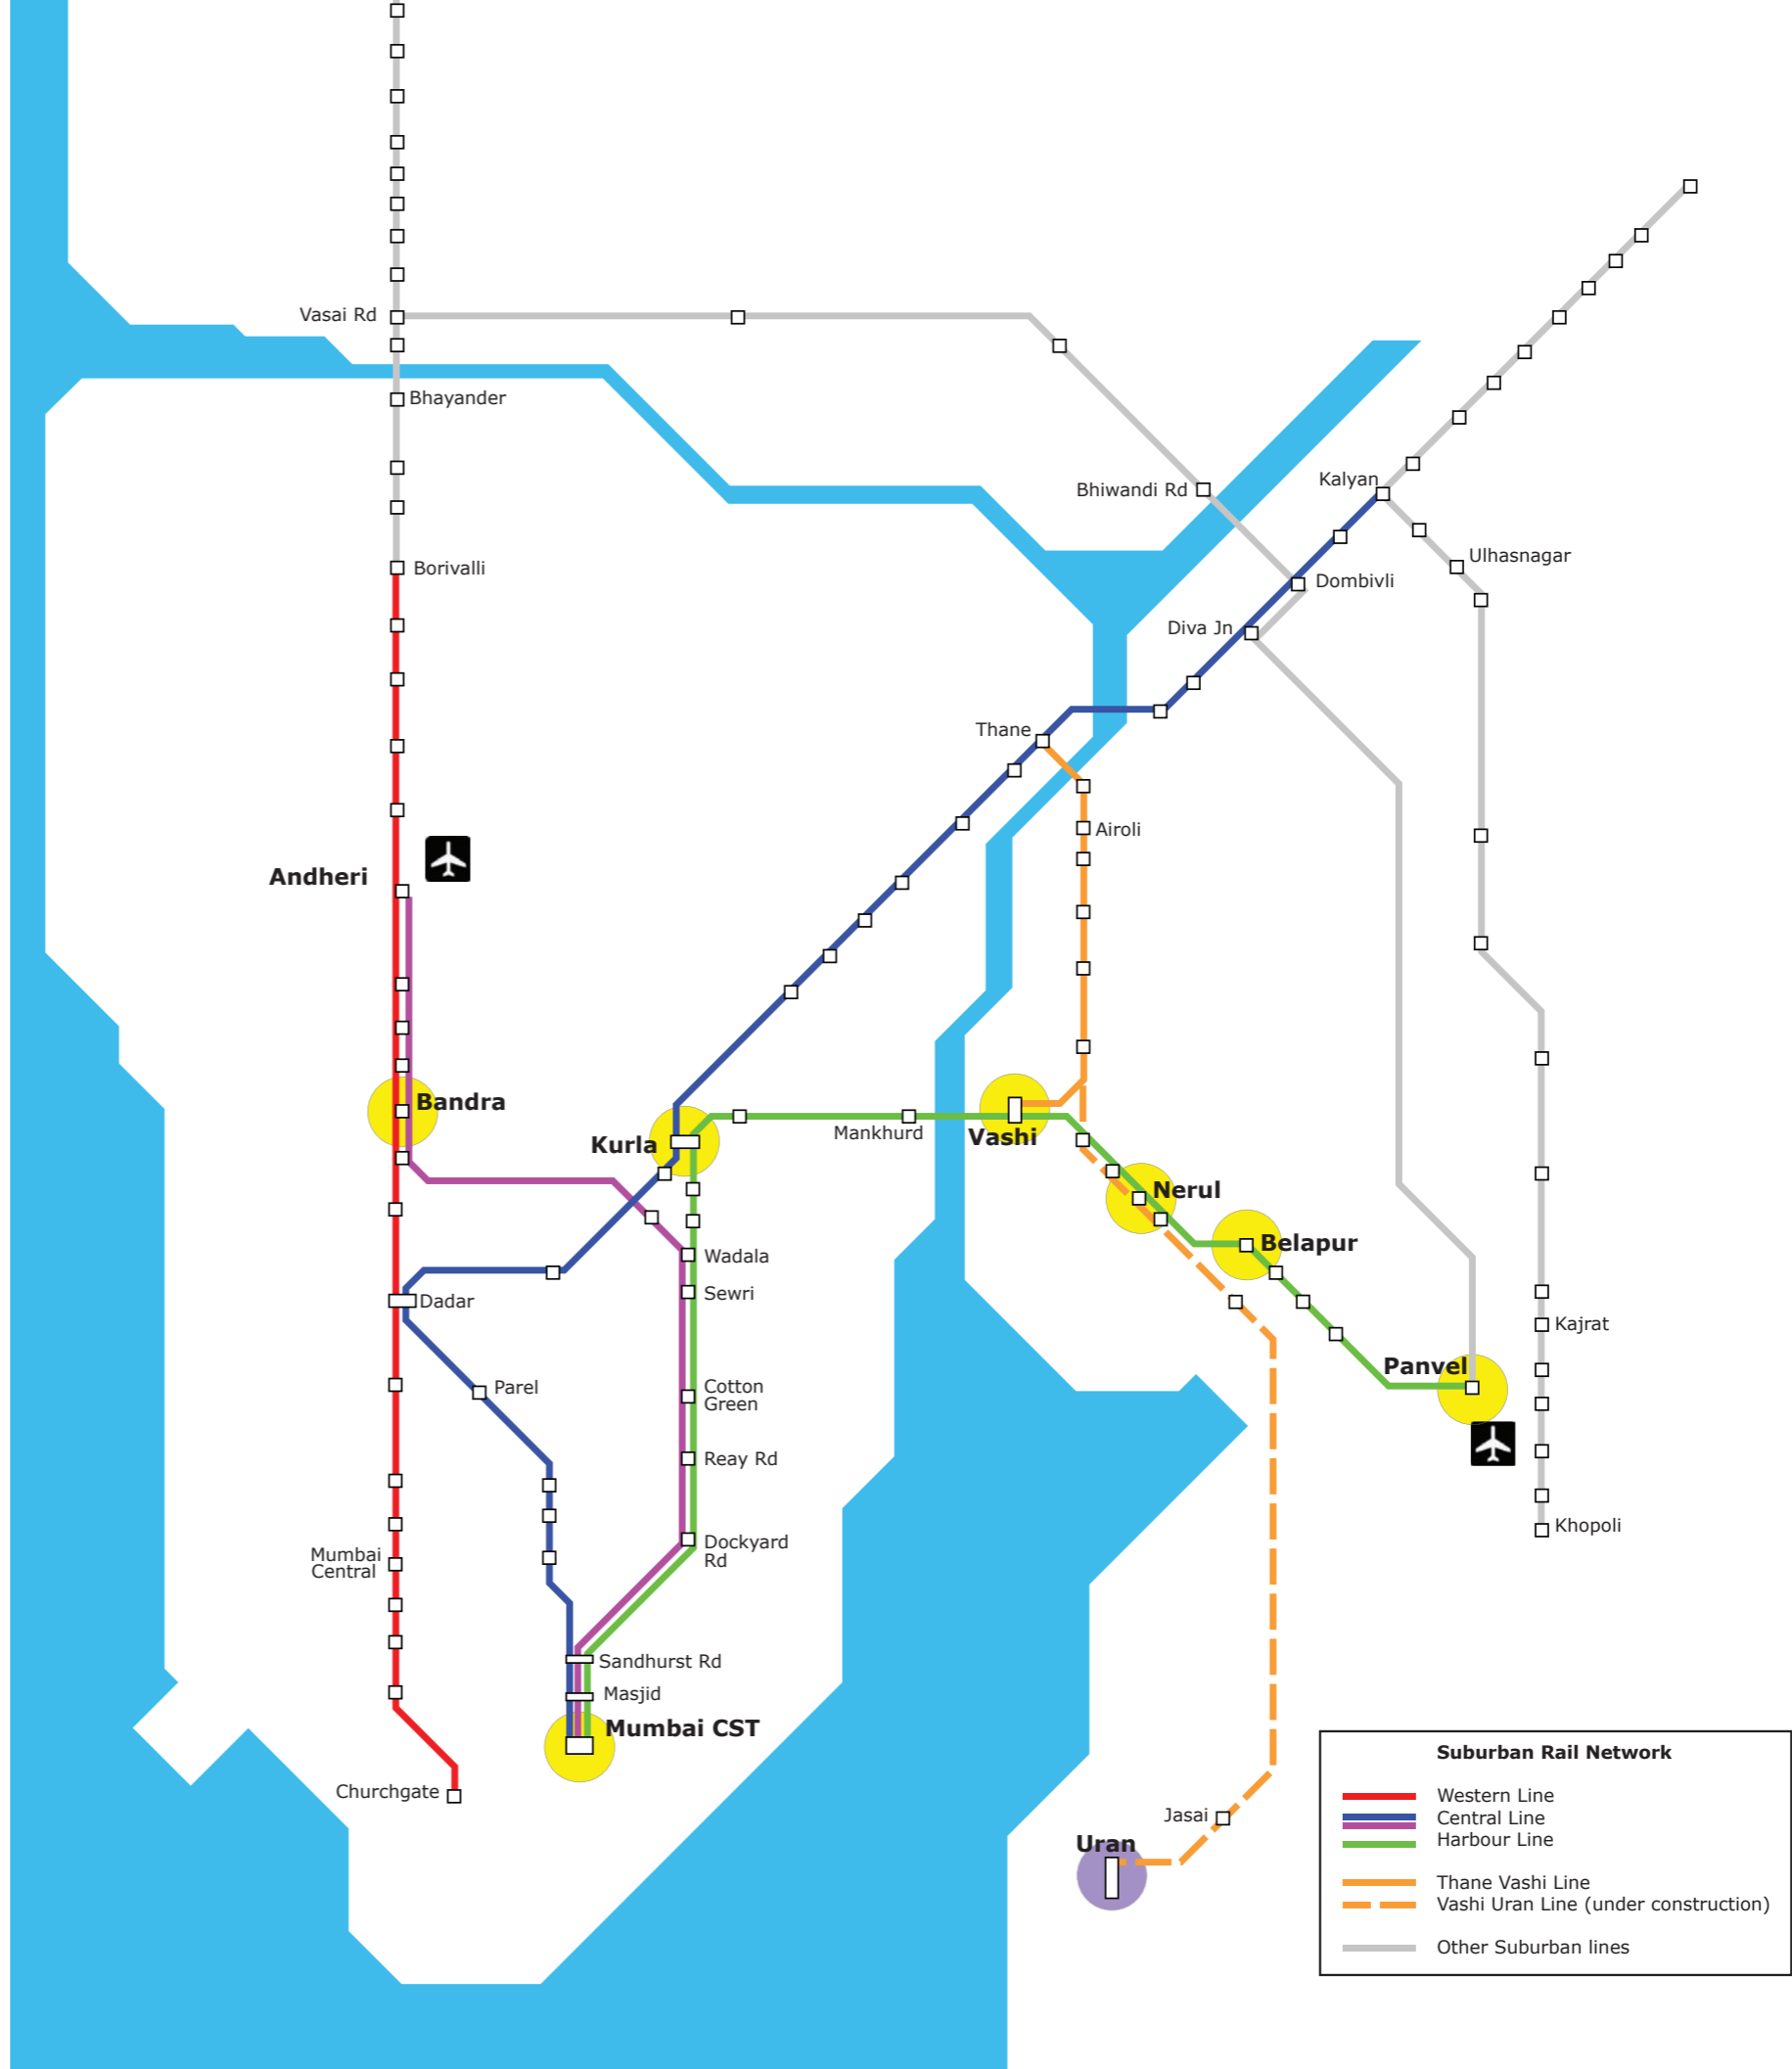 Vasai Rd
Bhayander
Bhiwandi Rd
Kalyan
Ulhasnagar
Borivalli
Dombivli
Diva Jn
Thane
Airoli
Andheri
Bandra
Kurla
Mankhurd
Vashi
Nerul
Belapur
Wadala
Sewri
Dadar
Kajrat
Panvel
Parel
Cotton
Green
Reay Rd
Khopoli
Dockyard
Rd
Mumbai
Central
Sandhurst Rd
Masjid
Mumbai CST
Churchgate
Jasai
Uran
Suburban Rail Network
Western Line
Central Line
Harbour Line
Thane Vashi Line
Vashi Uran Line (under construction)
Other Suburban lines